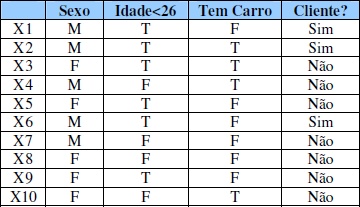 Sexo Idade<26 Tem Carro Cliente?
X1 M T F Sim
X2 M T T Sim
X3 F T T Não
X4 M F T Não
X5 F T F Não
X6 M T F Sim
X7 M F F Não
X8 F F F Não
X9 F T F Não
X10 F F T Não